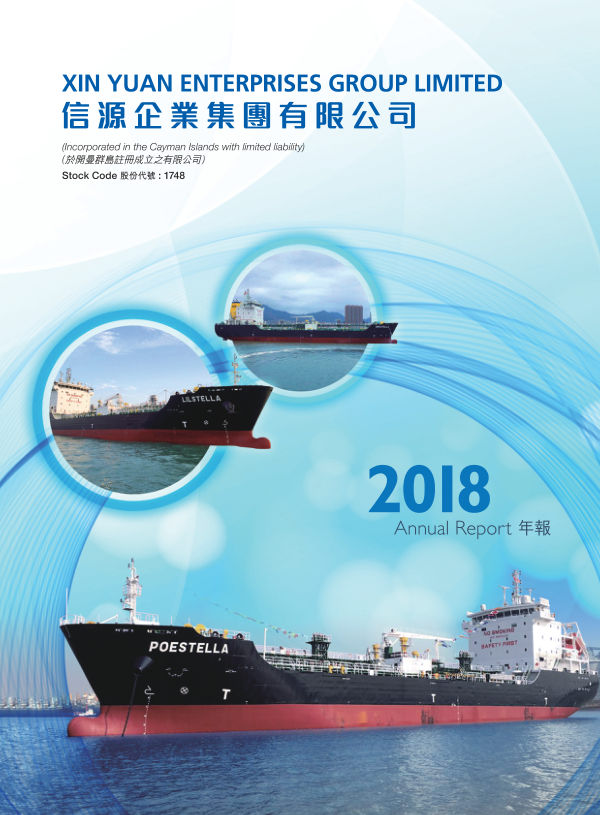 XIN YUAN ENTERPRISES GROUP LIMITED
信源企業集團有限公司
(Incorporated in the Cayman Islands with limited liability)
(於開曼群島註冊成立之有限公司)
Stock Code 股份代號 : 1748
LILSTELLA
T
2018
Annual Report 年報
NO SMOKING
SAFETY FIRST
POESTELLA
T
T
T